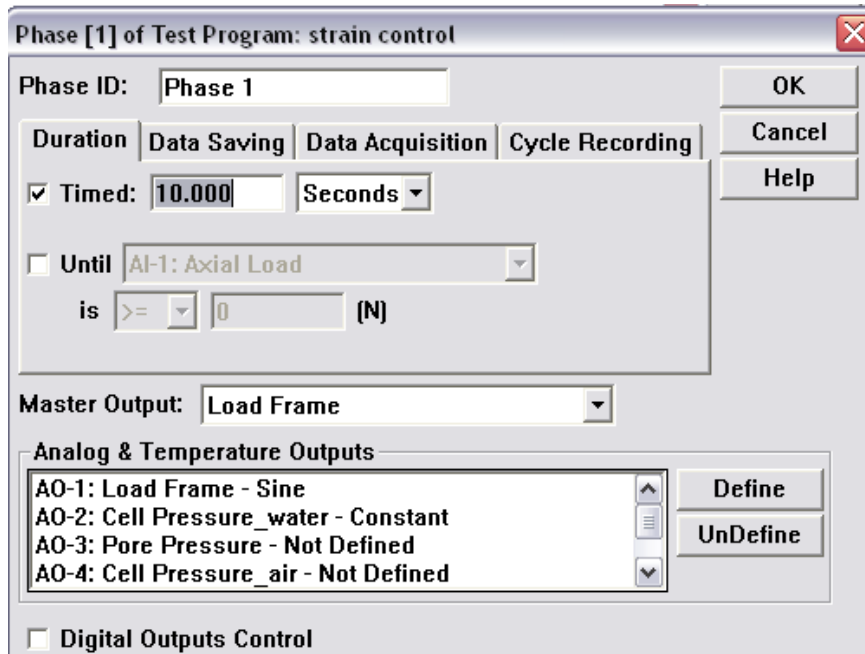 Phase [1] of Test Program: strain control
Phase ID: Phase 1
OK
Cancel
Help
Duration Data Saving Data Acquisition Cycle Recording
Timed: 10.000 Seconds
Until AI-1: Axial Load
is >= 0 (N)
Master Output: Load Frame
Analog & Temperature Outputs
AO-1: Load Frame - Sine
AO-2: Cell Pressure_water - Constant
AO-3: Pore Pressure - Not Defined
AO-4: Cell Pressure_air - Not Defined
Define
UnDefine
Digital Outputs Control